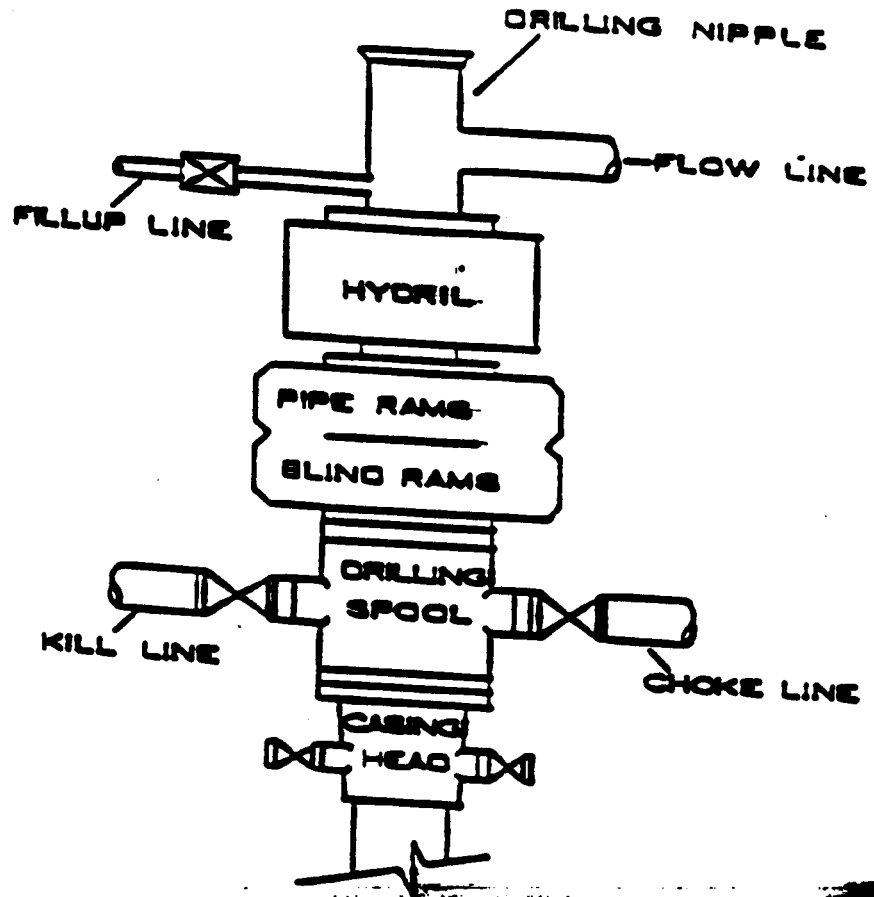 DRILLING NIPPLE
FLOW LINE
FILLUP LINE
HYDRIL
PIPE RAMS
BLIND RAMS
DRILLING
SPOOL
KILL LINE
CHOKE LINE
CASING
HEAD